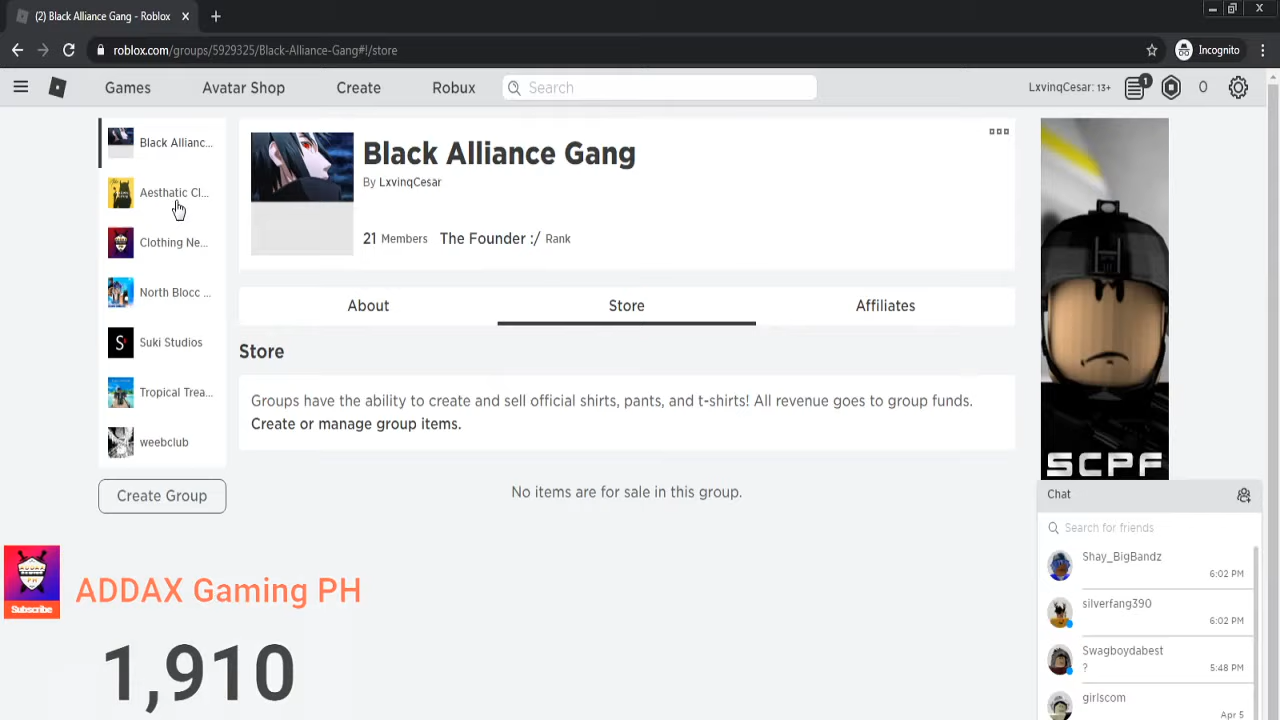 (2) Black Alliance Gang - Roblox
roblox.com/groups/5929325/Black-Alliance-Gang#!/store
Incognito
Games
Avatar Shop
Create
Robux
Search
LxvinqCesar: 13+
1
0
Black Allianc...
Aesthatic Cl...
Clothing Ne...
North Blocc ...
Suki Studios
Tropical Trea...
weebclub
Create Group
Black Alliance Gang
By LxvinqCesar
21 Members The Founder :/ Rank
About
Store
Affiliates
Store
Groups have the ability to create and sell official shirts, pants, and t-shirts! All revenue goes to group funds.
Create or manage group items.
No items are for sale in this group.
SCPF
Chat
Search for friends
Shay_BigBandz
6:02 PM
silverfang390
6:02 PM
Swagboydabest
?
5:48 PM
girlscom
Apr 5
Subscribe
ADDAX Gaming PH
1,910